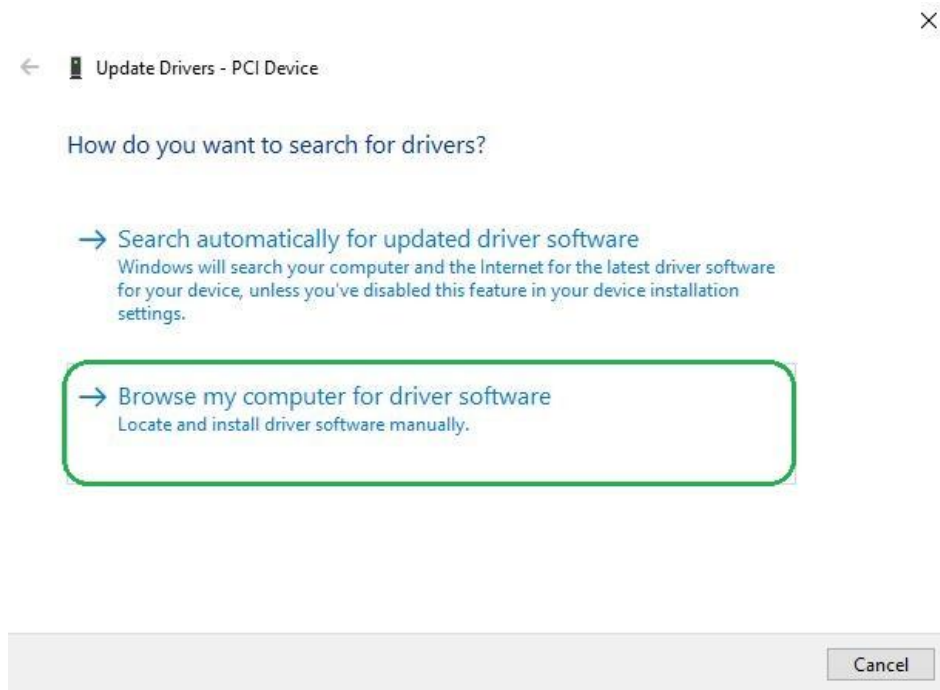 Update Drivers - PCI Device
How do you want to search for drivers?
Search automatically for updated driver software
Windows will search your computer and the Internet for the latest driver software
for your device, unless you've disabled this feature in your device installation
settings.
Browse my computer for driver software
Locate and install driver software manually.
Cancel